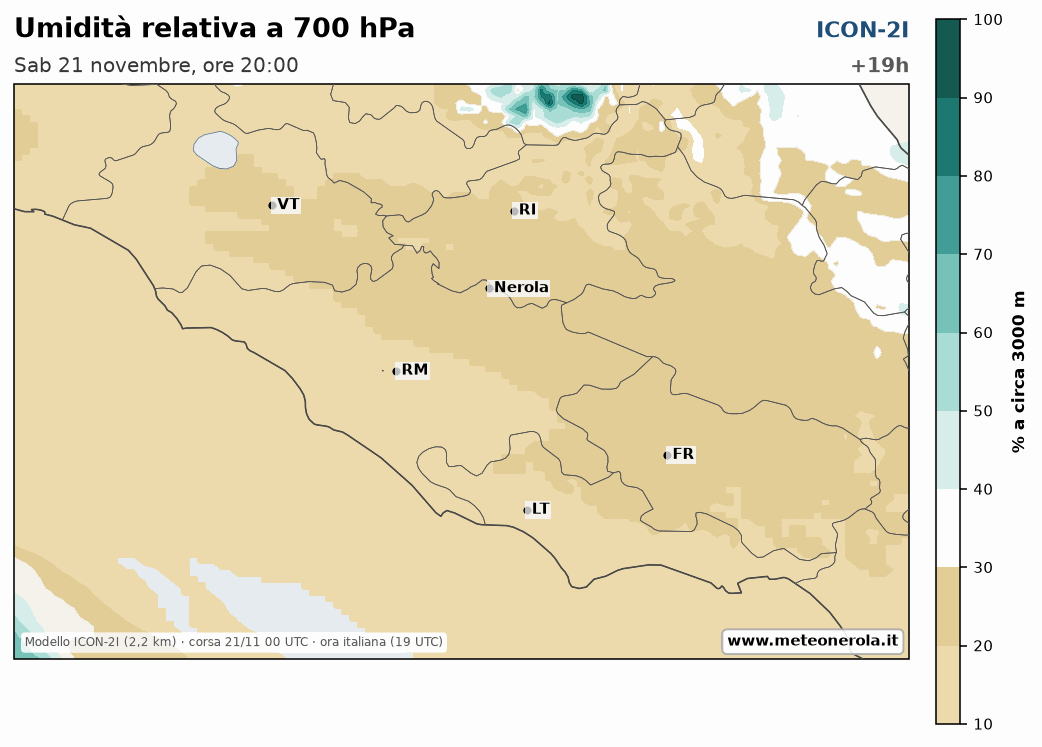 Umidità relativa a 700 hPa
ICON-2I
Sab 21 novembre, ore 20:00
+19h
100
90
80
70
60
50
40
30
20
10
% a circa 3000 m
VT
RI
Nerola
RM
FR
LT
Modello ICON-2I (2,2 km) · corsa 21/11 00 UTC · ora italiana (19 UTC)
www.meteonerola.it